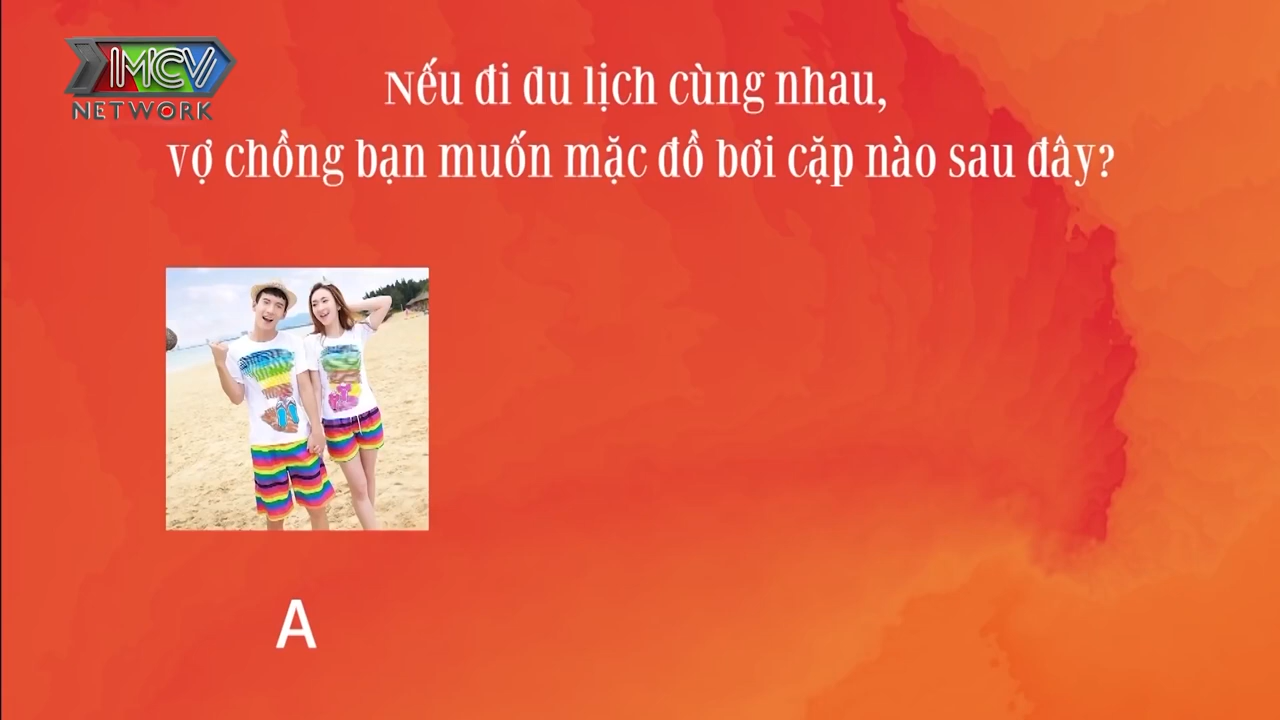 MCV
NETWORK
Nếu đi du lịch cùng nhau,
vợ chồng bạn muốn mặc đồ bơi cặp nào sau đây?
A